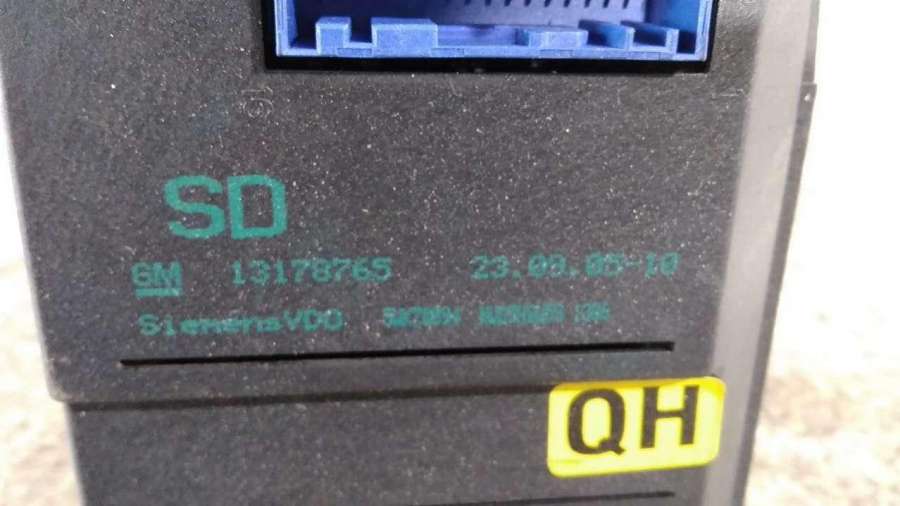 SD
GM 13178765 23.09.05-10
SiemensVDO
QH